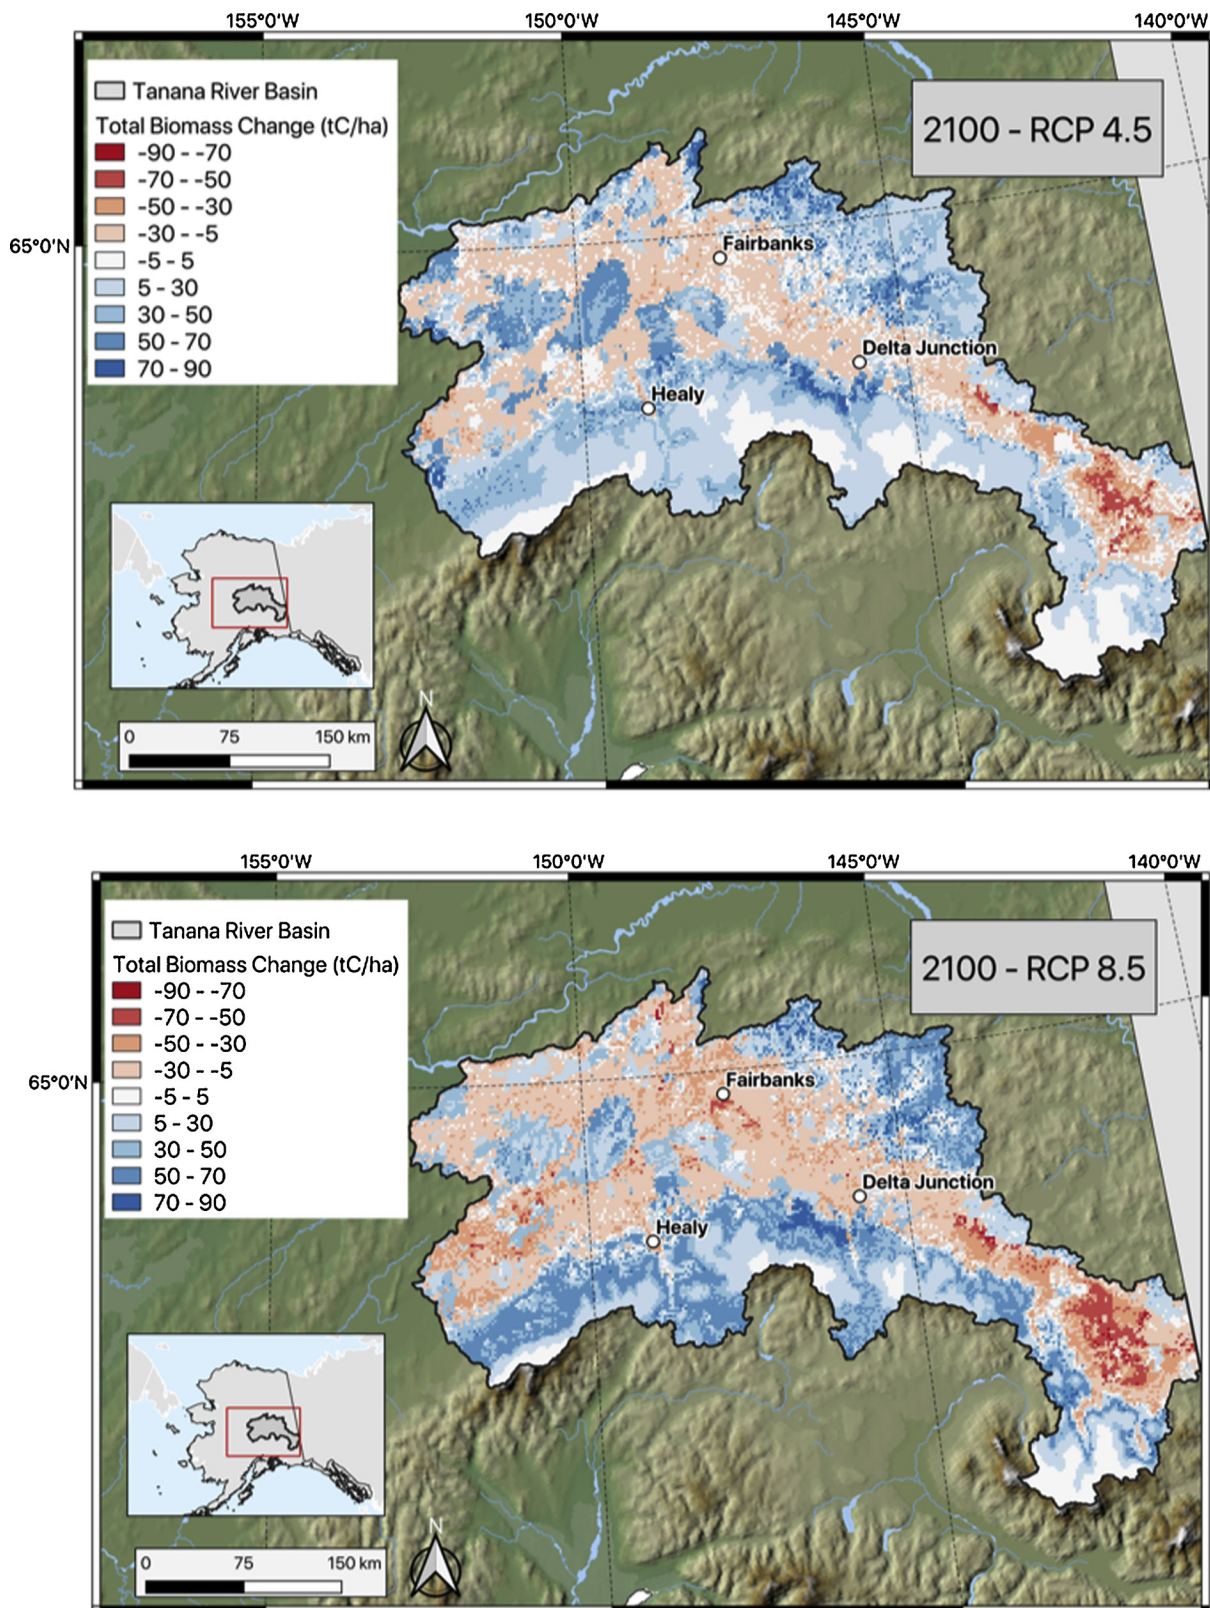 155°0'W 150°0'W 145°0'W 140°0'W
Tanana River Basin
Total Biomass Change (tC/ha)
-90 - -70
-70 - -50
-50 - -30
-30 - -5
-5 - 5
5 - 30
30 - 50
50 - 70
70 - 90
2100 - RCP 4.5
65°0'N
Fairbanks
Delta Junction
Healy
N
0 75 150 km
155°0'W 150°0'W 145°0'W 140°0'W
Tanana River Basin
Total Biomass Change (tC/ha)
-90 - -70
-70 - -50
-50 - -30
-30 - -5
-5 - 5
5 - 30
30 - 50
50 - 70
70 - 90
2100 - RCP 8.5
65°0'N
Fairbanks
Delta Junction
Healy
N
0 75 150 km